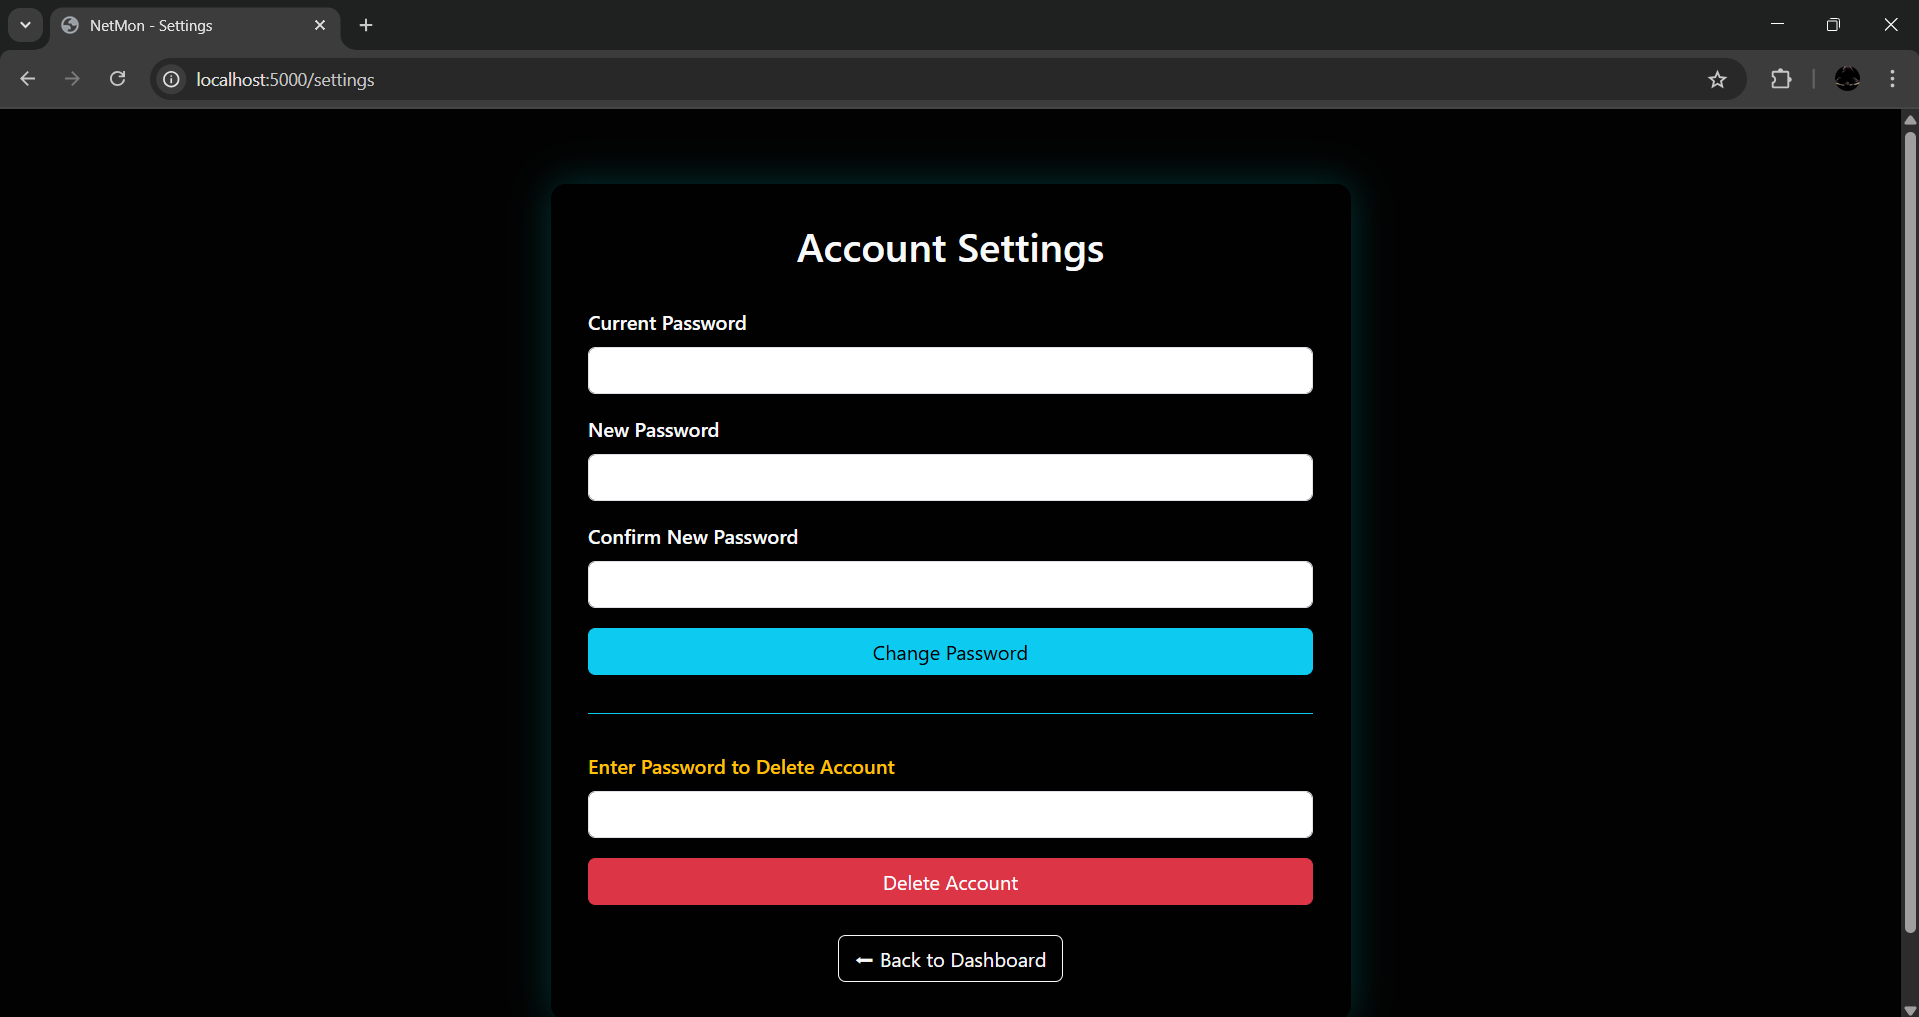 NetMon - Settings
localhost:5000/settings
Account Settings
Current Password
New Password
Confirm New Password
Change Password
Enter Password to Delete Account
Delete Account
← Back to Dashboard